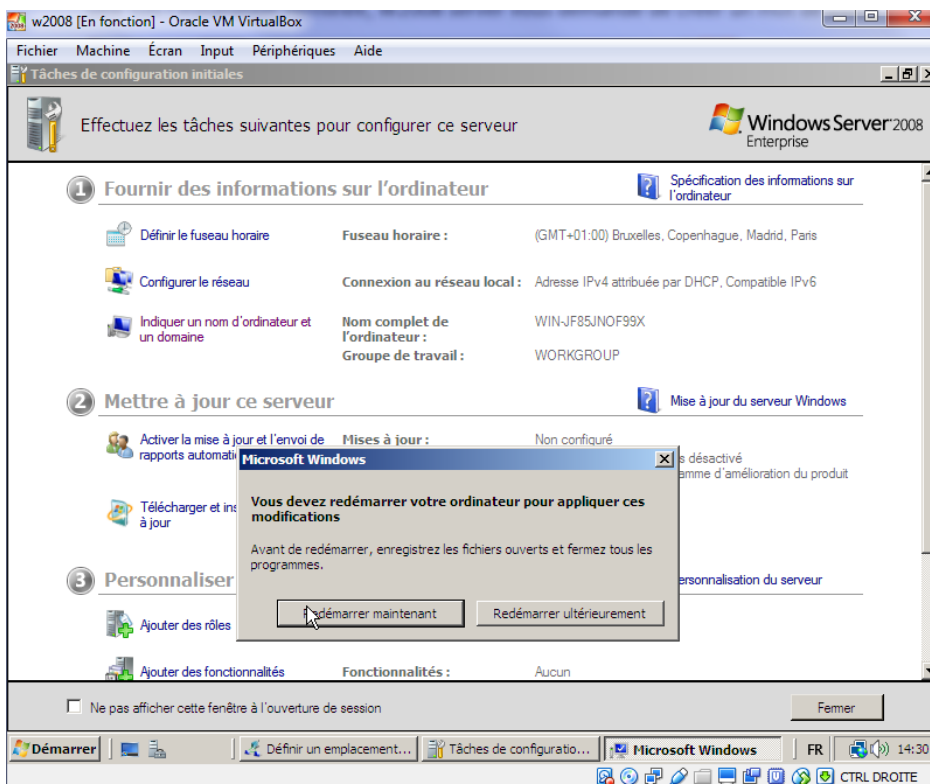 w2008 [En fonction] - Oracle VM VirtualBox
Fichier Machine Écran Input Périphériques Aide
Tâches de configuration initiales
Effectuez les tâches suivantes pour configurer ce serveur
Windows Server 2008
Enterprise
1 Fournir des informations sur l'ordinateur
Spécification des informations sur
l'ordinateur
Définir le fuseau horaire Fuseau horaire : (GMT+01:00) Bruxelles, Copenhague, Madrid, Paris
Configurer le réseau Connexion au réseau local : Adresse IPv4 attribuée par DHCP, Compatible IPv6
Indiquer un nom d'ordinateur et
un domaine
Nom complet de
l'ordinateur :
WIN-JF85JNOF99X
Groupe de travail : WORKGROUP
2 Mettre à jour ce serveur
Mise à jour du serveur Windows
Activer la mise à jour et l'envoi de
rapports automati
Mises à jour : Non configuré
s désactivé
amme d'amélioration du produit
Télécharger et ins
à jour
Microsoft Windows
Vous devez redémarrer votre ordinateur pour appliquer ces
modifications
Avant de redémarrer, enregistrez les fichiers ouverts et fermez tous les
programmes.
Redémarrer maintenant Redémarrer ultérieurement
3 Personnaliser
ersonnalisation du serveur
Ajouter des rôles
Ajouter des fonctionnalités Fonctionnalités : Aucun
Ne pas afficher cette fenêtre à l'ouverture de session
Fermer
Démarrer Définir un emplacement... Tâches de configuratio... Microsoft Windows FR 14:30
CTRL DROITE